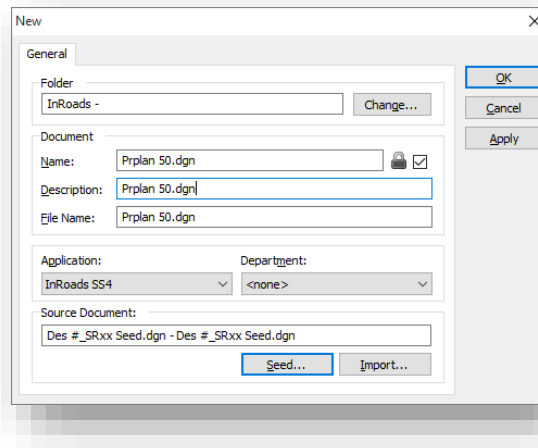 New
General
OK
Folder
InRoads -
Change...
Cancel
Document
Apply
Name: Prplan 50.dgn
Description: Prplan 50.dgn
File Name: Prplan 50.dgn
Application: Department:
InRoads SS4 <none>
Source Document:
Des #_SRxx Seed.dgn - Des #_SRxx Seed.dgn
Seed... Import...